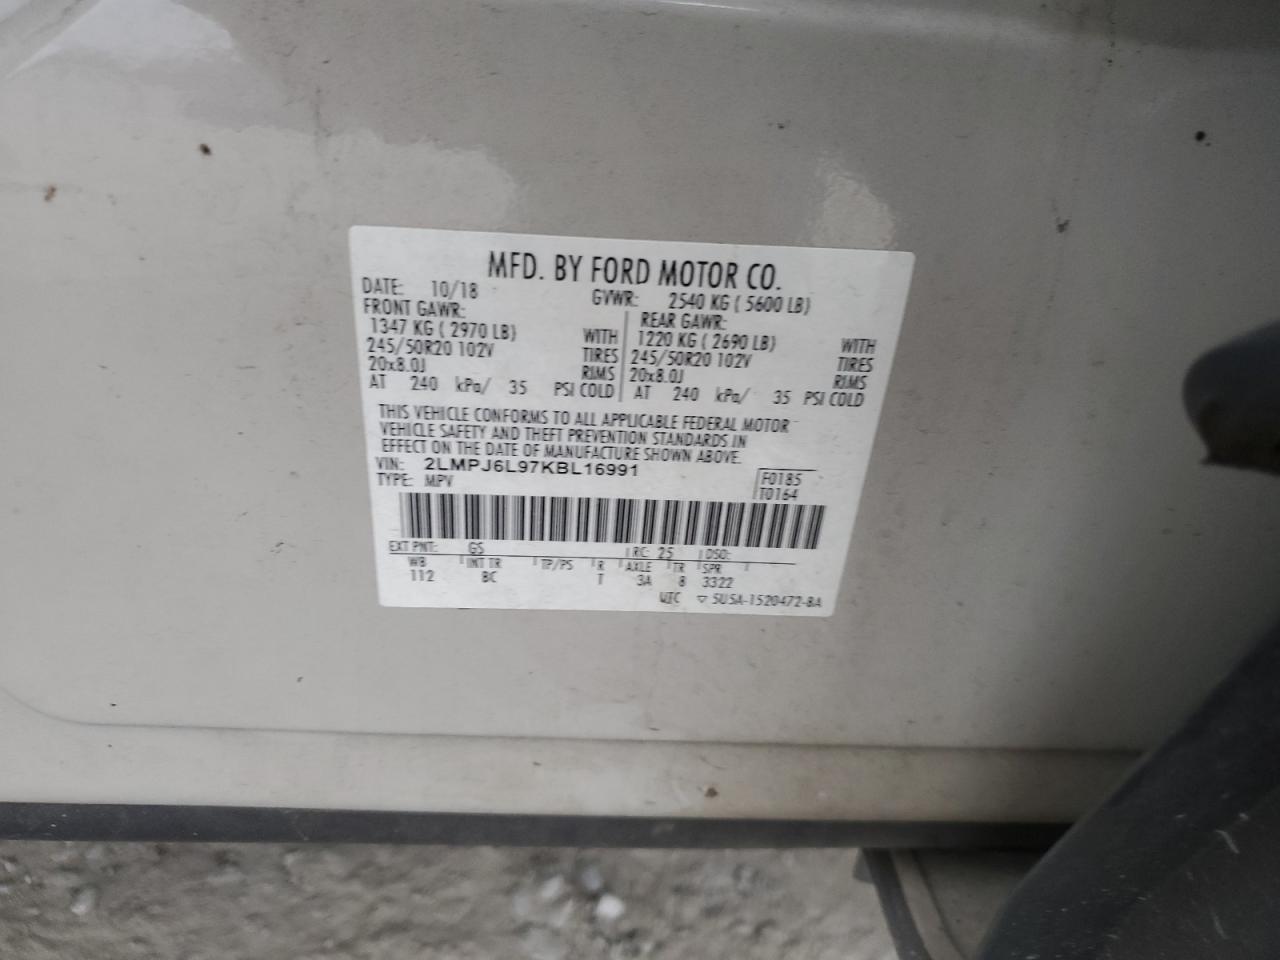 MFD. BY FORD MOTOR CO.
DATE: 10/18 GVWR: 2540 KG ( 5600 LB)
FRONT GAWR: REAR GAWR:
1347 KG ( 2970 LB) WITH 1220 KG ( 2690 LB) WITH
245/50R20 102V TIRES 245/50R20 102V TIRES
20x8.0J RIMS 20x8.0J RIMS
AT 240 kPa/ 35 PSI COLD AT 240 kPa/ 35 PSI COLD
THIS VEHICLE CONFORMS TO ALL APPLICABLE FEDERAL MOTOR
VEHICLE SAFETY AND THEFT PREVENTION STANDARDS IN
EFFECT ON THE DATE OF MANUFACTURE SHOWN ABOVE.
VIN: 2LMPJ6L97KBL16991 F0185
TYPE: MPV T0164
EXT PNT: GS RC: 25 DSO:
WB INT TR TP/PS R AXLE TR SPR
112 BC T 3A 8 3322
UTC ▽ 5U5A-1520472-BA